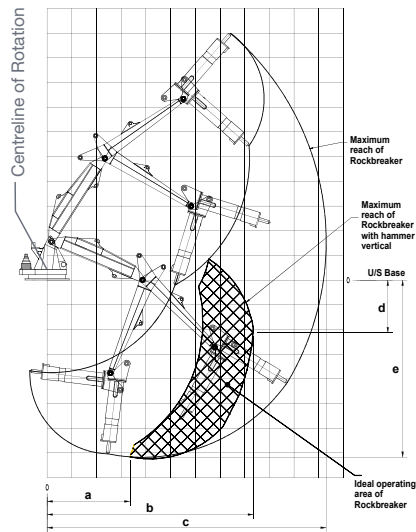 Centreline of Rotation
Maximum
reach of
Rockbreaker
Maximum
reach of
Rockbreaker
with hammer
vertical
U/S Base
0
d
e
Ideal operating
area of
Rockbreaker
0
a
b
c